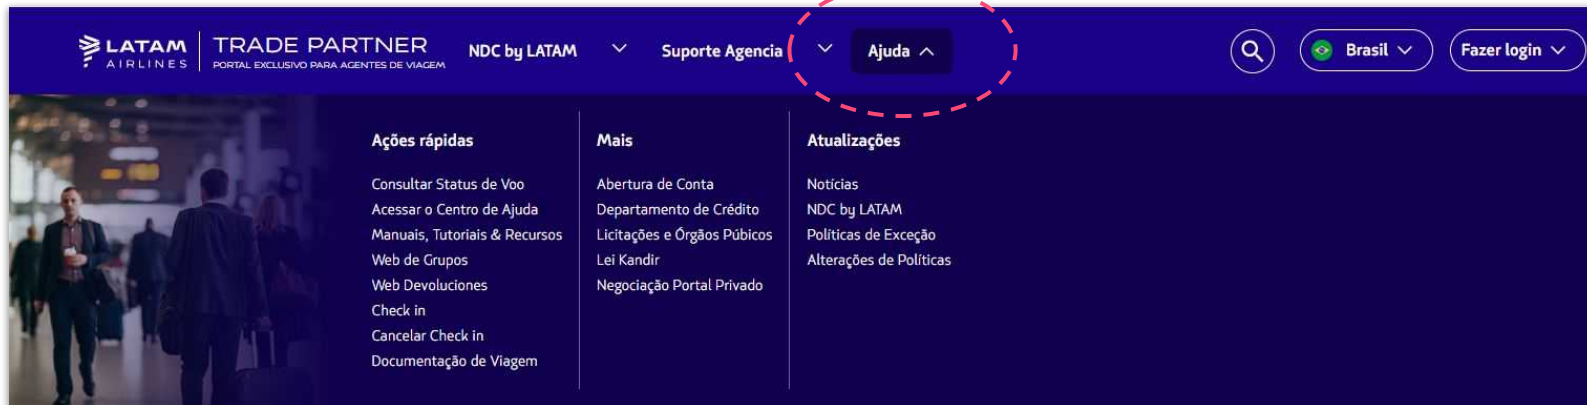 LATAM
AIRLINES
TRADE PARTNER
PORTAL EXCLUSIVO PARA AGENTES DE VIAGEM
NDC by LATAM
Suporte Agencia
Ajuda
Brasil
Fazer login
Ações rápidas
Consultar Status de Voo
Acessar o Centro de Ajuda
Manuais, Tutoriais & Recursos
Web de Grupos
Web Devoluciones
Check in
Cancelar Check in
Documentação de Viagem
Mais
Abertura de Conta
Departamento de Crédito
Licitações e Órgãos Púbicos
Lei Kandir
Negociação Portal Privado
Atualizações
Notícias
NDC by LATAM
Políticas de Exceção
Alterações de Políticas